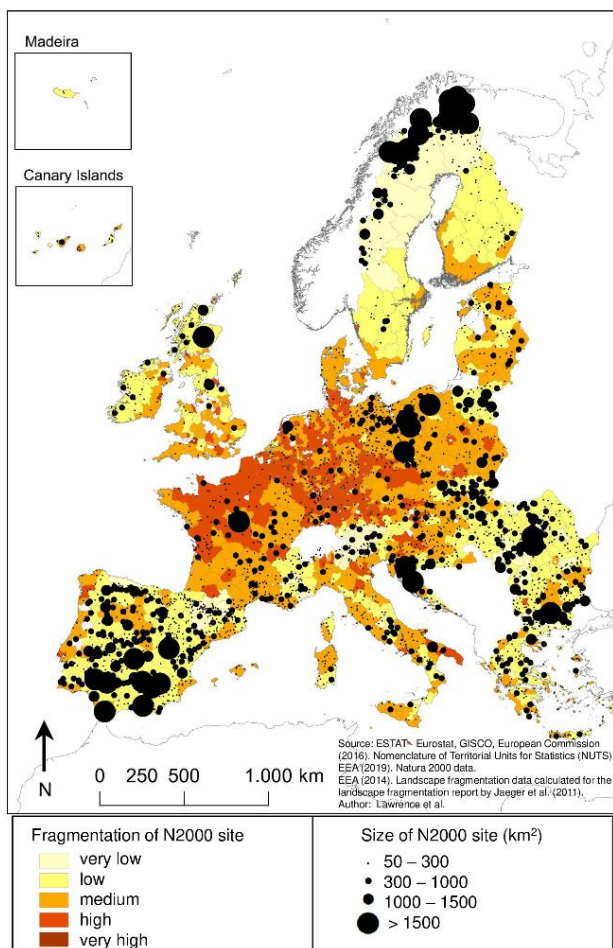 Madeira
Canary Islands
N
0 250 500 1.000 km
Source: ESTAT - Eurostat, GISCO, European Commission
(2016). Nomenclature of Territorial Units for Statistics (NUTS)
EEA (2019). Natura 2000 data.
EEA (2014). Landscape fragmentation data calculated for the
landscape fragmentation report by Jaeger et al. (2011).
Author: Lawrence et al.
Fragmentation of N2000 site
very low
low
medium
high
very high
Size of N2000 site (km²)
50 – 300
300 – 1000
1000 – 1500
> 1500